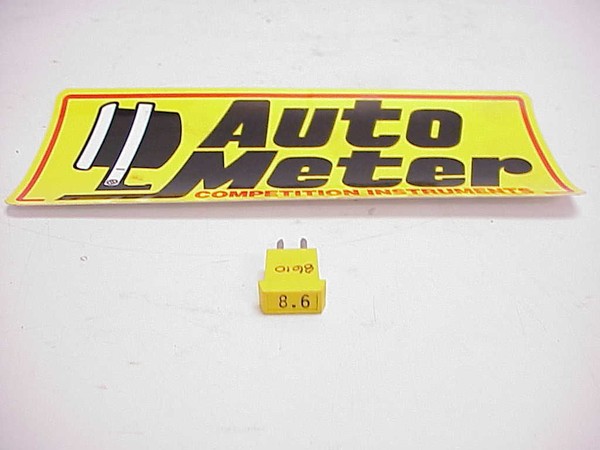 Auto
Meter
COMPETITION INSTRUMENTS
8610
8.6